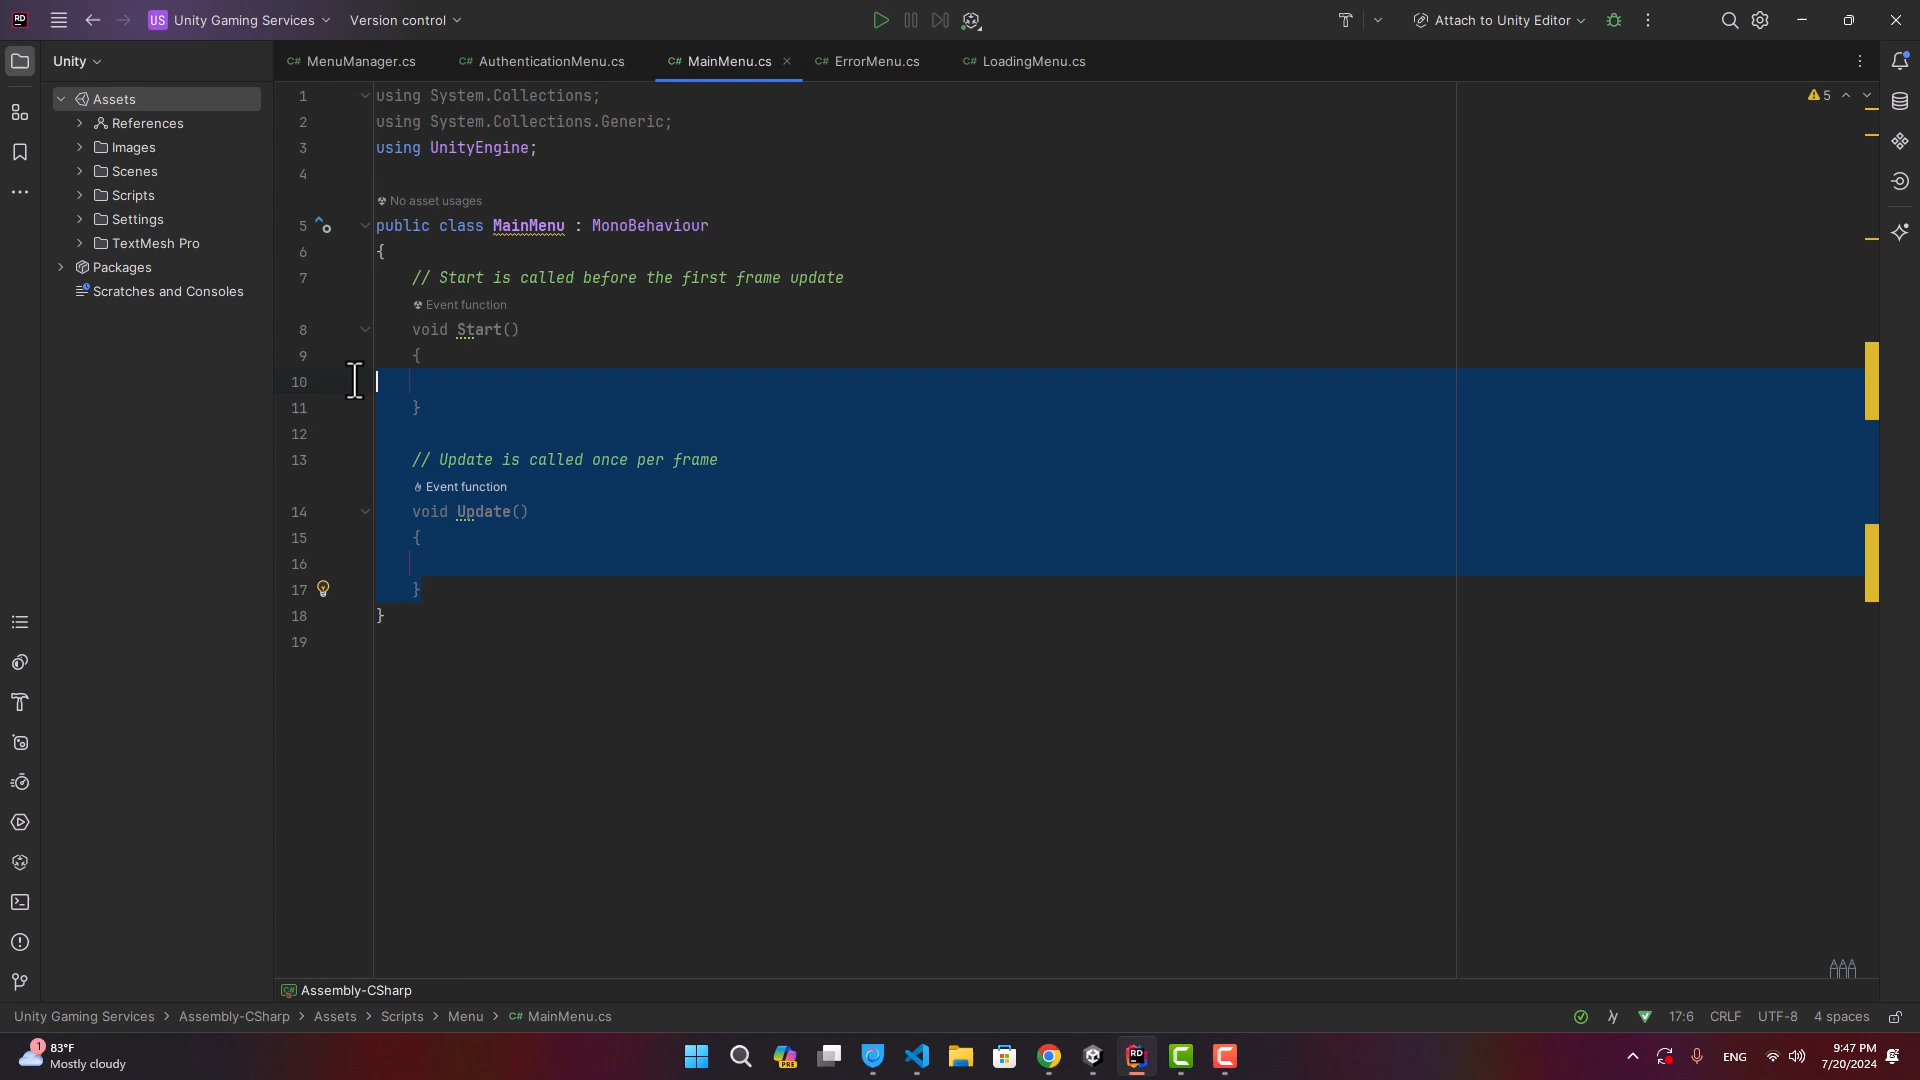 US Unity Gaming Services Version control Attach to Unity Editor
Unity MenuManager.cs AuthenticationMenu.cs MainMenu.cs ErrorMenu.cs LoadingMenu.cs
Assets
References
Images
Scenes
Scripts
Settings
TextMesh Pro
Packages
Scratches and Consoles
5
1 using System.Collections;
2 using System.Collections.Generic;
3 using UnityEngine;
4
No asset usages
5 public class MainMenu : MonoBehaviour
6 {
7 // Start is called before the first frame update
Event function
8 void Start()
9 {
10
11 }
12
13 // Update is called once per frame
Event function
14 void Update()
15 {
16
17 }
18 }
19
C# Assembly-CSharp
Unity Gaming Services > Assembly-CSharp > Assets > Scripts > Menu > C# MainMenu.cs 17:6 CRLF UTF-8 4 spaces
1 83°F
Mostly cloudy
PRE
RD
ENG
9:47 PM
7/20/2024